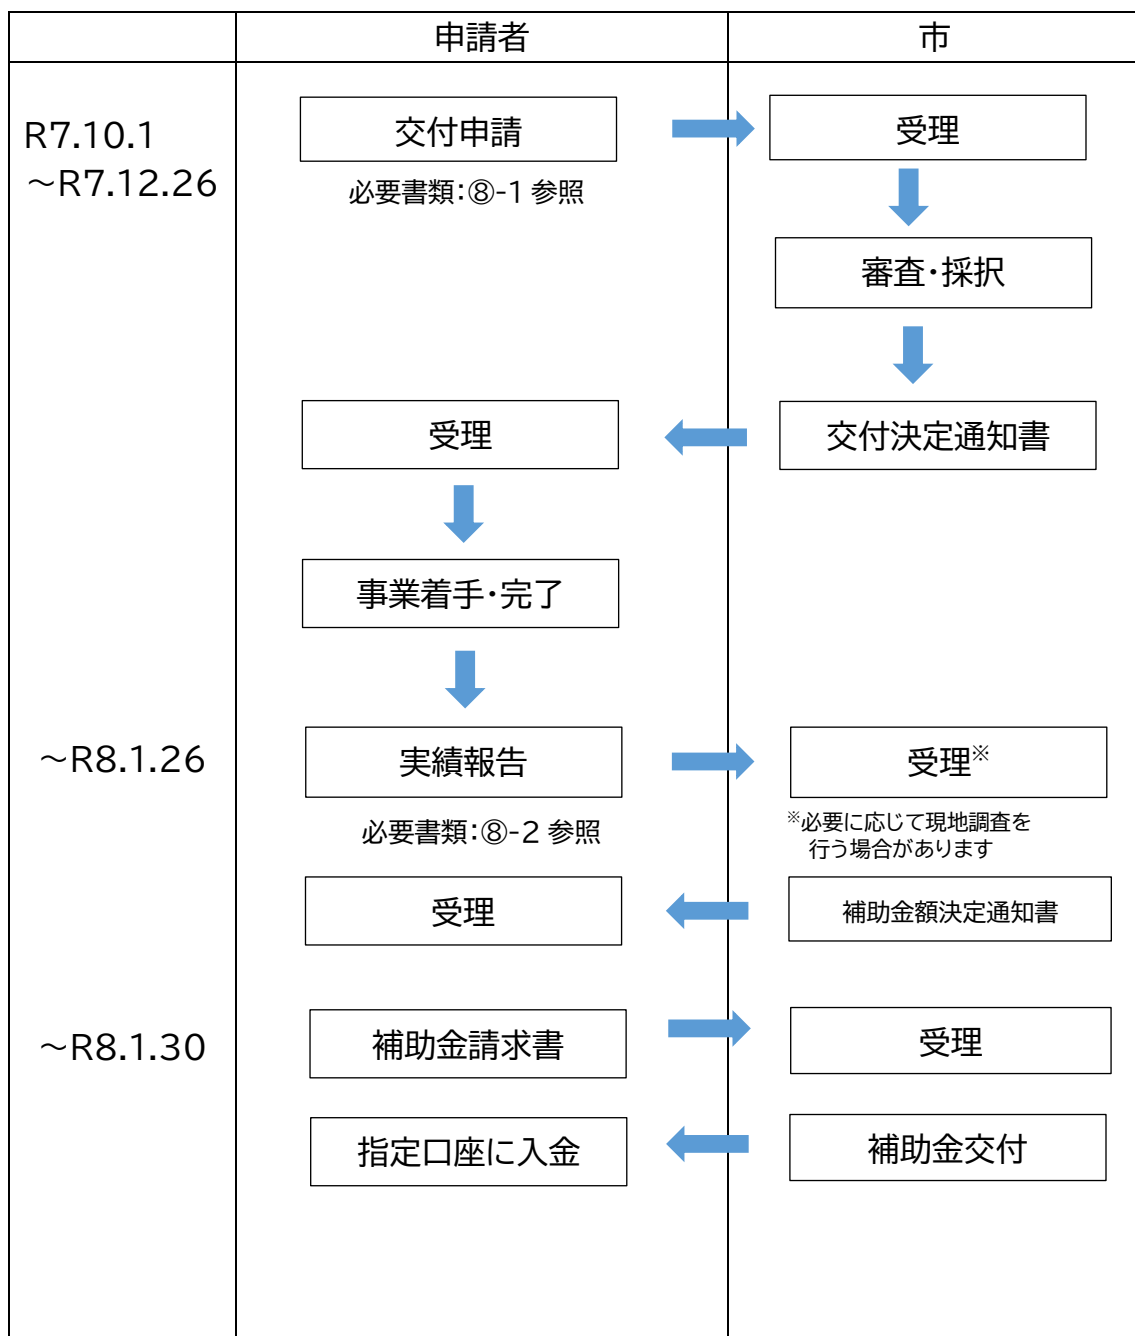 申請者
市
R7.10.1
～R7.12.26
交付申請
受理
必要書類：⑧-1 参照
審査・採択
受理
交付決定通知書
事業着手・完了
～R8.1.26
実績報告
受理※
必要書類：⑧-2 参照
※必要に応じて現地調査を
行う場合があります
受理
補助金額決定通知書
～R8.1.30
補助金請求書
受理
指定口座に入金
補助金交付